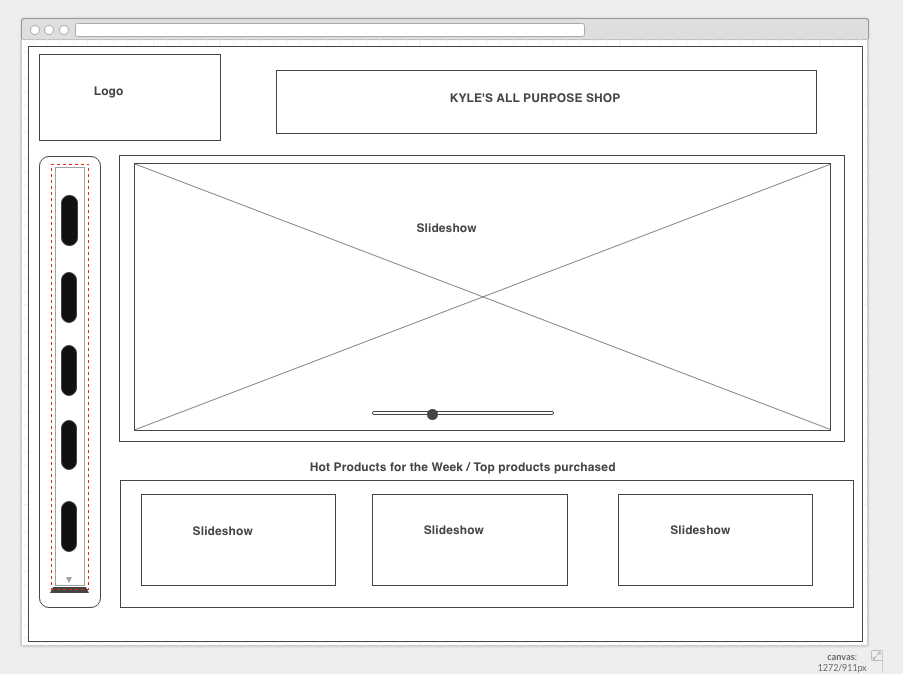 Logo
KYLE'S ALL PURPOSE SHOP
Slideshow
Hot Products for the Week / Top products purchased
Slideshow
Slideshow
Slideshow
canvas:
1272/911px